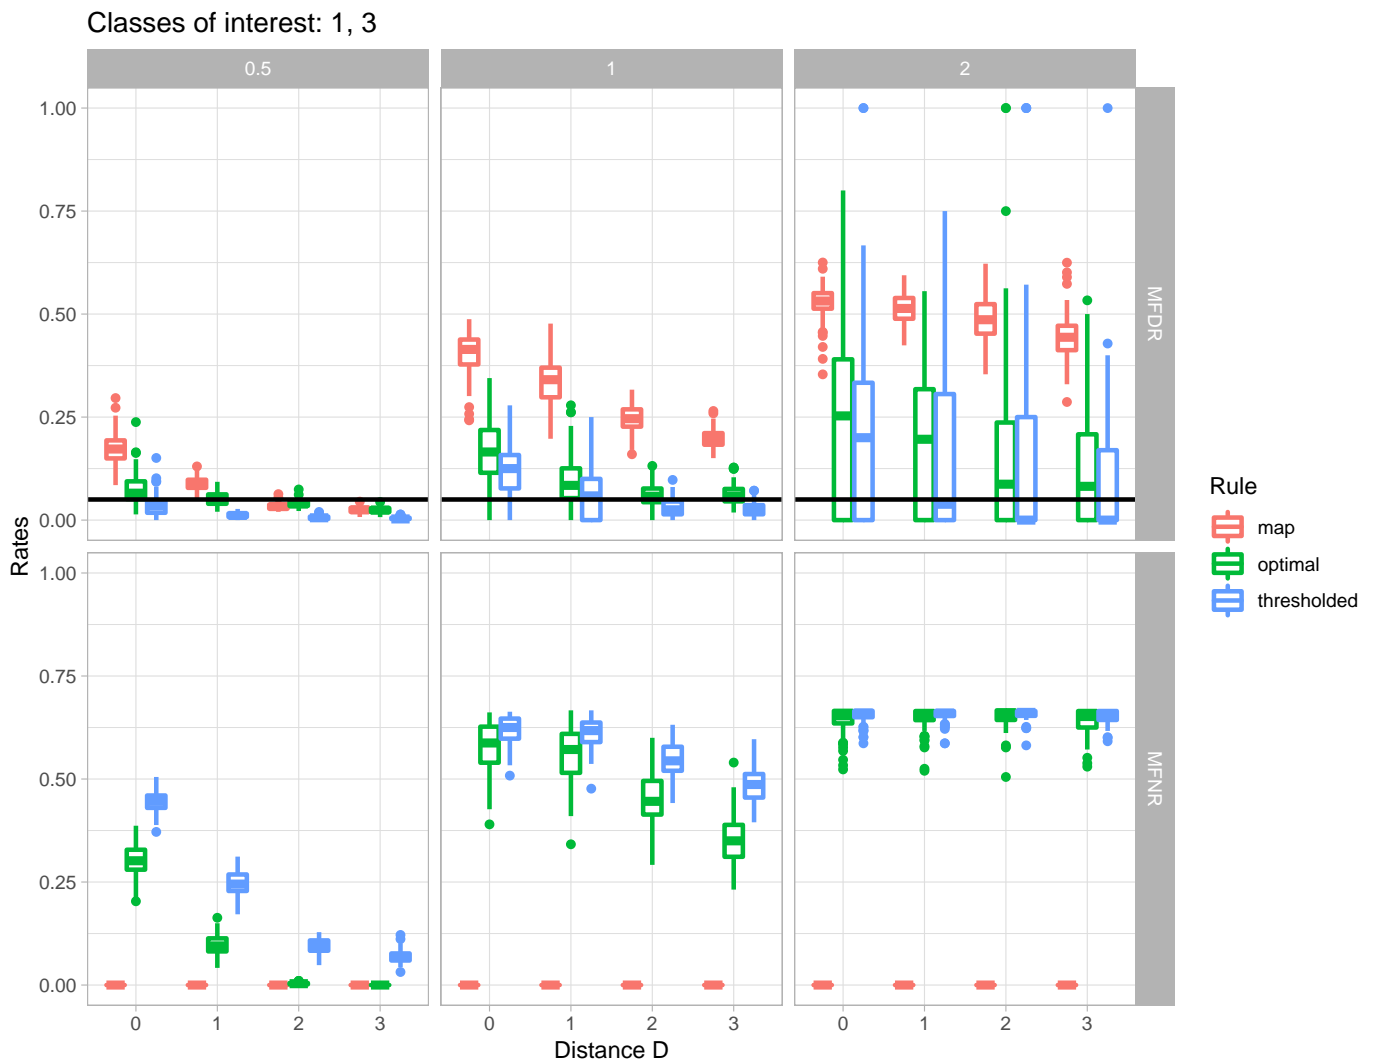 Classes of interest: 1, 3
0.5
1
2
1.00
0.75
0.50
0.25
0.00
MFDR
1.00
0.75
0.50
0.25
0.00
MFNR
Rates
0 1 2 3
0 1 2 3
0 1 2 3
Distance D
Rule
map
optimal
thresholded